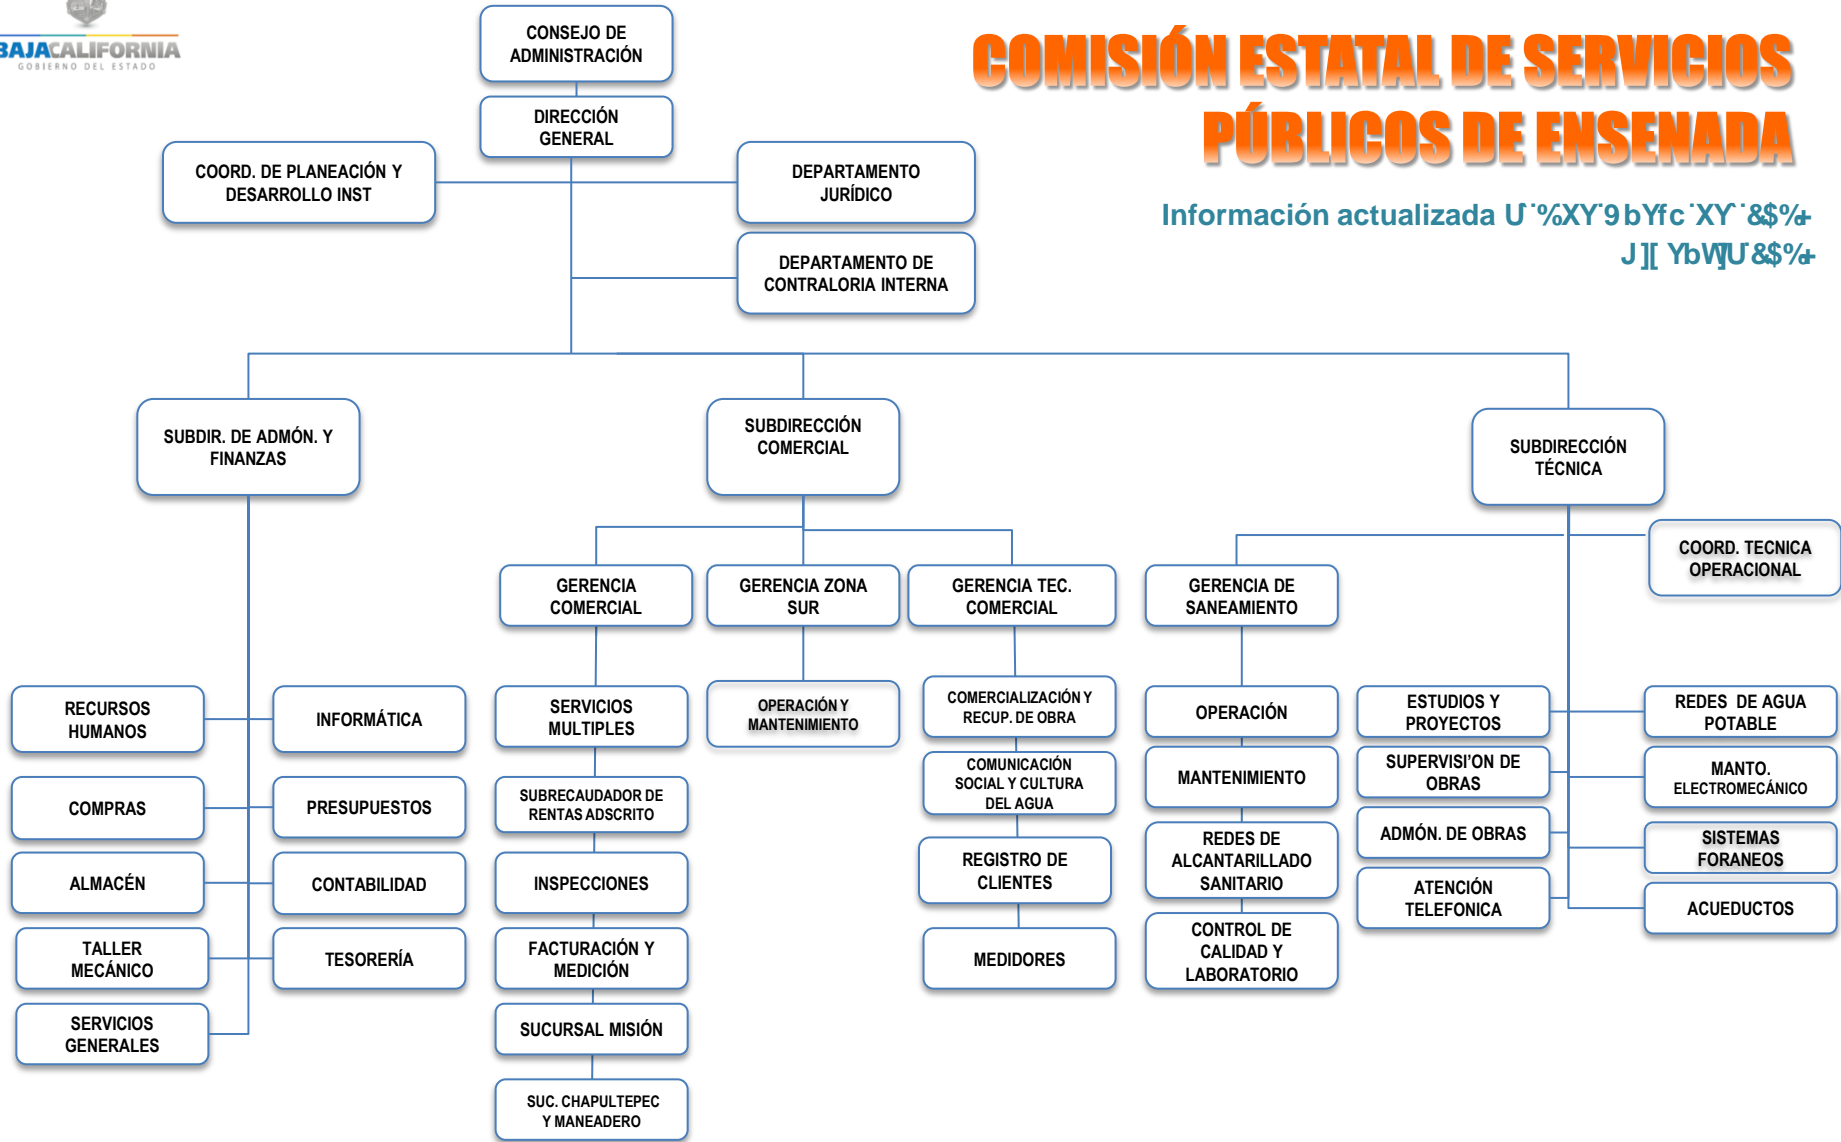 BAJACALIFORNIA
GOBIERNO DEL ESTADO
COMISIÓN ESTATAL DE SERVICIOS
PÚBLICOS DE ENSENADA
Información actualizada
CONSEJO DE
ADMINISTRACIÓN
DIRECCIÓN
GENERAL
COORD. DE PLANEACIÓN Y
DESARROLLO INST
DEPARTAMENTO
JURÍDICO
DEPARTAMENTO DE
CONTRALORIA INTERNA
SUBDIR. DE ADMÓN. Y
FINANZAS
SUBDIRECCIÓN
COMERCIAL
SUBDIRECCIÓN
TÉCNICA
COORD. TECNICA
OPERACIONAL
GERENCIA
COMERCIAL
GERENCIA ZONA
SUR
GERENCIA TEC.
COMERCIAL
GERENCIA DE
SANEAMIENTO
RECURSOS
HUMANOS
INFORMÁTICA
COMPRAS
PRESUPUESTOS
ALMACÉN
CONTABILIDAD
TALLER
MECÁNICO
TESORERÍA
SERVICIOS
GENERALES
SERVICIOS
MULTIPLES
SUBRECAUDADOR DE
RENTAS ADSCRITO
INSPECCIONES
FACTURACIÓN Y
MEDICIÓN
SUCURSAL MISIÓN
SUC. CHAPULTEPEC
Y MANEADERO
OPERACIÓN Y
MANTENIMIENTO
COMERCIALIZACIÓN Y
RECUP. DE OBRA
COMUNICACIÓN
SOCIAL Y CULTURA
DEL AGUA
REGISTRO DE
CLIENTES
MEDIDORES
OPERACIÓN
MANTENIMIENTO
REDES DE
ALCANTARILLADO
SANITARIO
CONTROL DE
CALIDAD Y
LABORATORIO
ESTUDIOS Y
PROYECTOS
SUPERVISI'ON DE
OBRAS
ADMÓN. DE OBRAS
ATENCIÓN
TELEFONICA
REDES DE AGUA
POTABLE
MANTO.
ELECTROMECÁNICO
SISTEMAS
FORANEOS
ACUEDUCTOS